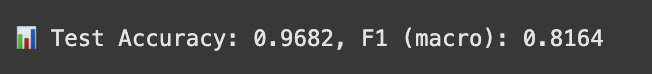 📊 Test Accuracy: 0.9682, F1 (macro): 0.8164